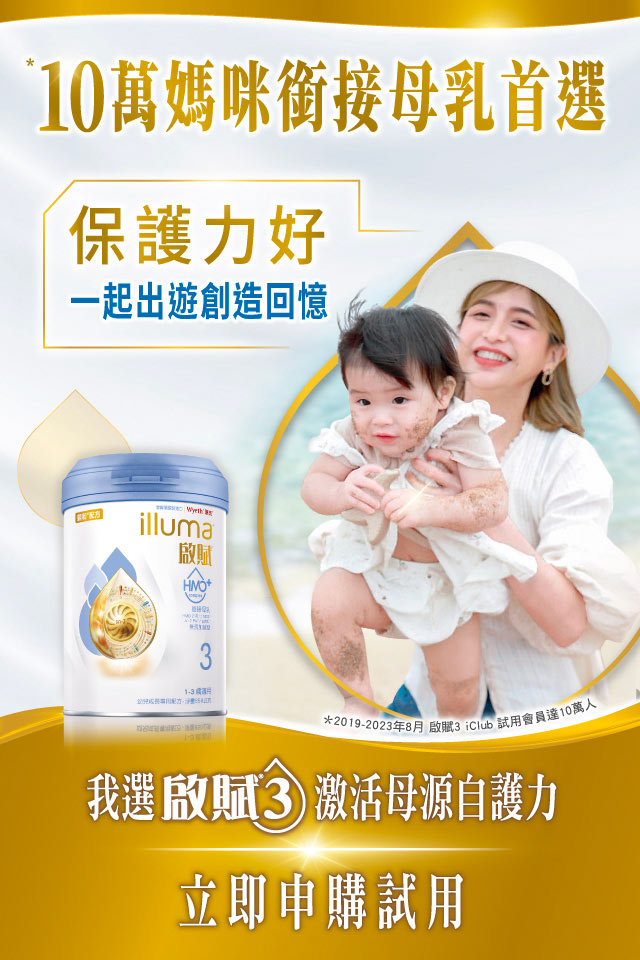 *10萬媽咪銜接母乳首選
保護力好
一起出遊創造回憶
Wyeth
illuma
啟賦
HMO+
3
1-3歲適用
*2019-2023年8月 啟賦3 iClub 試用會員達10萬人
我選啟賦®3激活母源自護力
立即申購試用